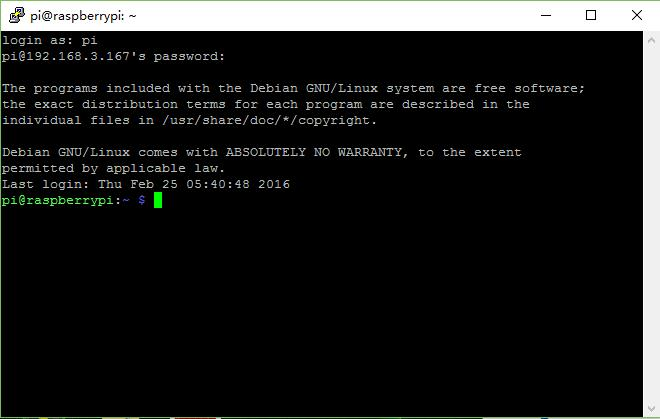 pi@raspberrypi: ~
login as: pi
pi@192.168.3.167's password:
The programs included with the Debian GNU/Linux system are free software;
the exact distribution terms for each program are described in the
individual files in /usr/share/doc/*/copyright.
Debian GNU/Linux comes with ABSOLUTELY NO WARRANTY, to the extent
permitted by applicable law.
Last login: Thu Feb 25 05:40:48 2016
pi@raspberrypi:~ $